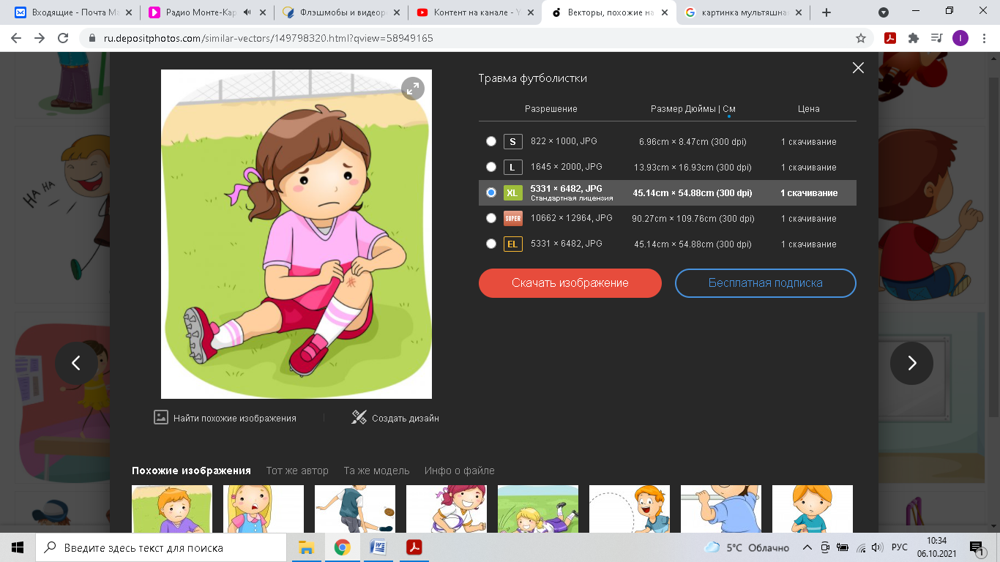 Входящие - Почта Ma
Радио Монте-Кар
Флэшмобы и видеор
Контент на канале - Y
Векторы, похожие на
картинка мультяшна
ru.depositphotos.com/similar-vectors/149798320.html?qview=58949165
I
HA HA
Травма футболистки
Разрешение Размер Дюймы | См Цена
S 822 × 1000, JPG 6.96cm × 8.47cm (300 dpi) 1 скачивание
L 1645 × 2000, JPG 13.93cm × 16.93cm (300 dpi) 1 скачивание
XL 5331 × 6482, JPG 45.14cm × 54.88cm (300 dpi) 1 скачивание
Стандартная лицензия
SUPER 10662 × 12964, JPG 90.27cm × 109.76cm (300 dpi) 1 скачивание
EL 5331 × 6482, JPG 45.14cm × 54.88cm (300 dpi) 1 скачивание
Скачать изображение Бесплатная подписка
Найти похожие изображения Создать дизайн
Похожие изображения Тот же автор Та же модель Инфо о файле
Введите здесь текст для поиска
5°C Облачно
РУС
10:34
06.10.2021
1